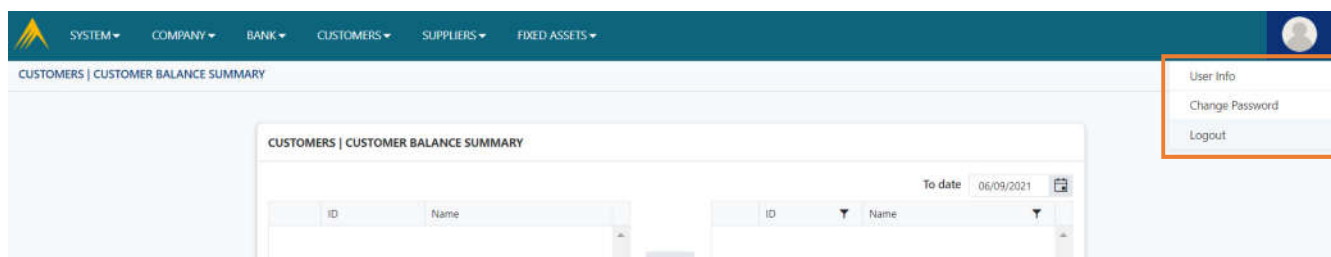 SYSTEM COMPANY BANK CUSTOMERS SUPPLIERS FIXED ASSETS
CUSTOMERS | CUSTOMER BALANCE SUMMARY
User Info
Change Password
Logout
CUSTOMERS | CUSTOMER BALANCE SUMMARY
To date 06/09/2021
ID Name ID Name